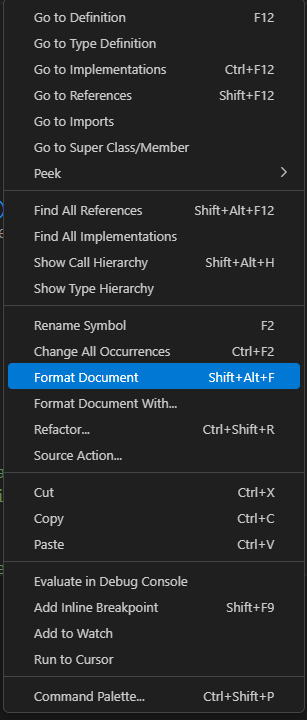 Go to Definition F12
Go to Type Definition
Go to Implementations Ctrl+F12
Go to References Shift+F12
Go to Imports
Go to Super Class/Member
Peek
Find All References Shift+Alt+F12
Find All Implementations
Show Call Hierarchy Shift+Alt+H
Show Type Hierarchy
Rename Symbol F2
Change All Occurrences Ctrl+F2
Format Document Shift+Alt+F
Format Document With...
Refactor... Ctrl+Shift+R
Source Action...
Cut Ctrl+X
Copy Ctrl+C
Paste Ctrl+V
Evaluate in Debug Console
Add Inline Breakpoint Shift+F9
Add to Watch
Run to Cursor
Command Palette... Ctrl+Shift+P